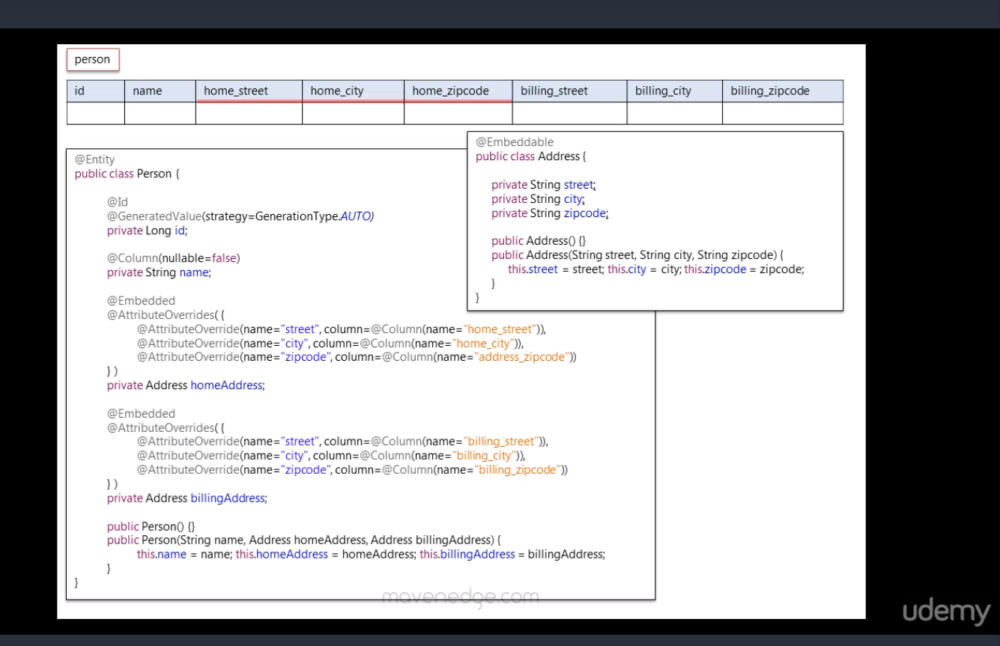 person
id name home_street home_city home_zipcode billing_street billing_city billing_zipcode
@Entity
public class Person {
@Id
@GeneratedValue(strategy=GenerationType.AUTO)
private Long id;
@Column(nullable=false)
private String name;
@Embedded
@AttributeOverrides( {
@AttributeOverride(name="street", column=@Column(name="home_street")),
@AttributeOverride(name="city", column=@Column(name="home_city")),
@AttributeOverride(name="zipcode", column=@Column(name="address_zipcode"))
} )
private Address homeAddress;
@Embedded
@AttributeOverrides( {
@AttributeOverride(name="street", column=@Column(name="billing_street")),
@AttributeOverride(name="city", column=@Column(name="billing_city")),
@AttributeOverride(name="zipcode", column=@Column(name="billing_zipcode"))
} )
private Address billingAddress;
public Person() {}
public Person(String name, Address homeAddress, Address billingAddress) {
this.name = name; this.homeAddress = homeAddress; this.billingAddress = billingAddress;
}
}
@Embeddable
public class Address {
private String street;
private String city;
private String zipcode;
public Address() {}
public Address(String street, String city, String zipcode) {
this.street = street; this.city = city; this.zipcode = zipcode;
}
}
mavenedge.com
udemy